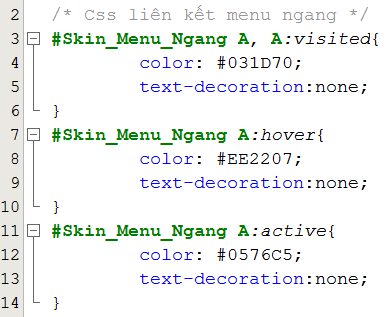 2 /* Css liên kết menu ngang */
3 #Skin_Menu_Ngang A, A:visited{
4 color: #031D70;
5 text-decoration:none;
6 }
7 #Skin_Menu_Ngang A:hover{
8 color: #EE2207;
9 text-decoration:none;
10 }
11 #Skin_Menu_Ngang A:active{
12 color: #0576C5;
13 text-decoration:none;
14 }